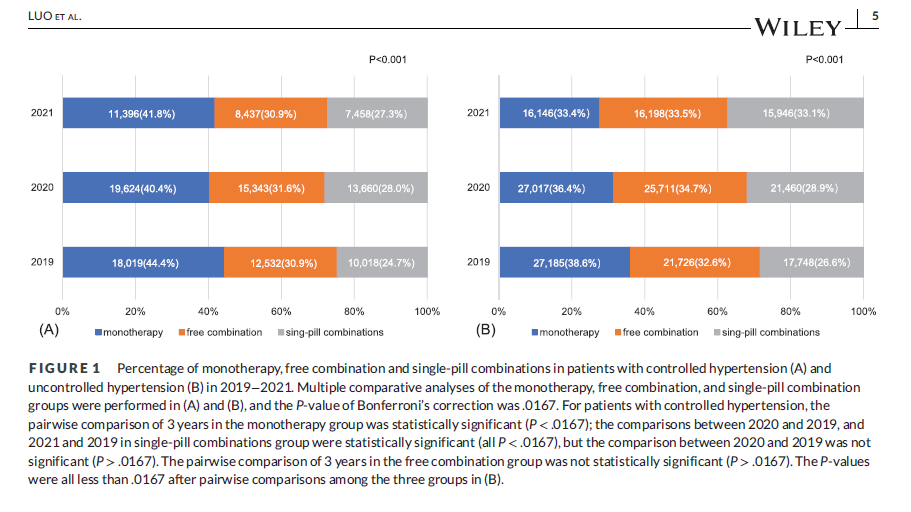 LUO ET AL.
WILEY
5
P<0.001
2021
11,396(41.8%)
8,437(30.9%)
7,458(27.3%)
2020
19,624(40.4%)
15,343(31.6%)
13,660(28.0%)
2019
18,019(44.4%)
12,532(30.9%)
10,018(24.7%)
0%
20%
40%
60%
80%
100%
(A)
monotherapy
free combination
sing-pill combinations
P<0.001
2021
16,146(33.4%)
16,198(33.5%)
15,946(33.1%)
2020
27,017(36.4%)
25,711(34.7%)
21,460(28.9%)
2019
27,185(38.6%)
21,726(32.6%)
17,748(26.6%)
0%
20%
40%
60%
80%
100%
(B)
monotherapy
free combination
sing-pill combinations
FIGURE 1 Percentage of monotherapy, free combination and single-pill combinations in patients with controlled hypertension (A) and
uncontrolled hypertension (B) in 2019–2021. Multiple comparative analyses of the monotherapy, free combination, and single-pill combination
groups were performed in (A) and (B), and the P-value of Bonferroni's correction was .0167. For patients with controlled hypertension, the
pairwise comparison of 3 years in the monotherapy group was statistically significant (P < .0167); the comparisons between 2020 and 2019, and
2021 and 2019 in single-pill combinations group were statistically significant (all P < .0167), but the comparison between 2020 and 2019 was not
significant (P > .0167). The pairwise comparison of 3 years in the free combination group was not statistically significant (P > .0167). The P-values
were all less than .0167 after pairwise comparisons among the three groups in (B).